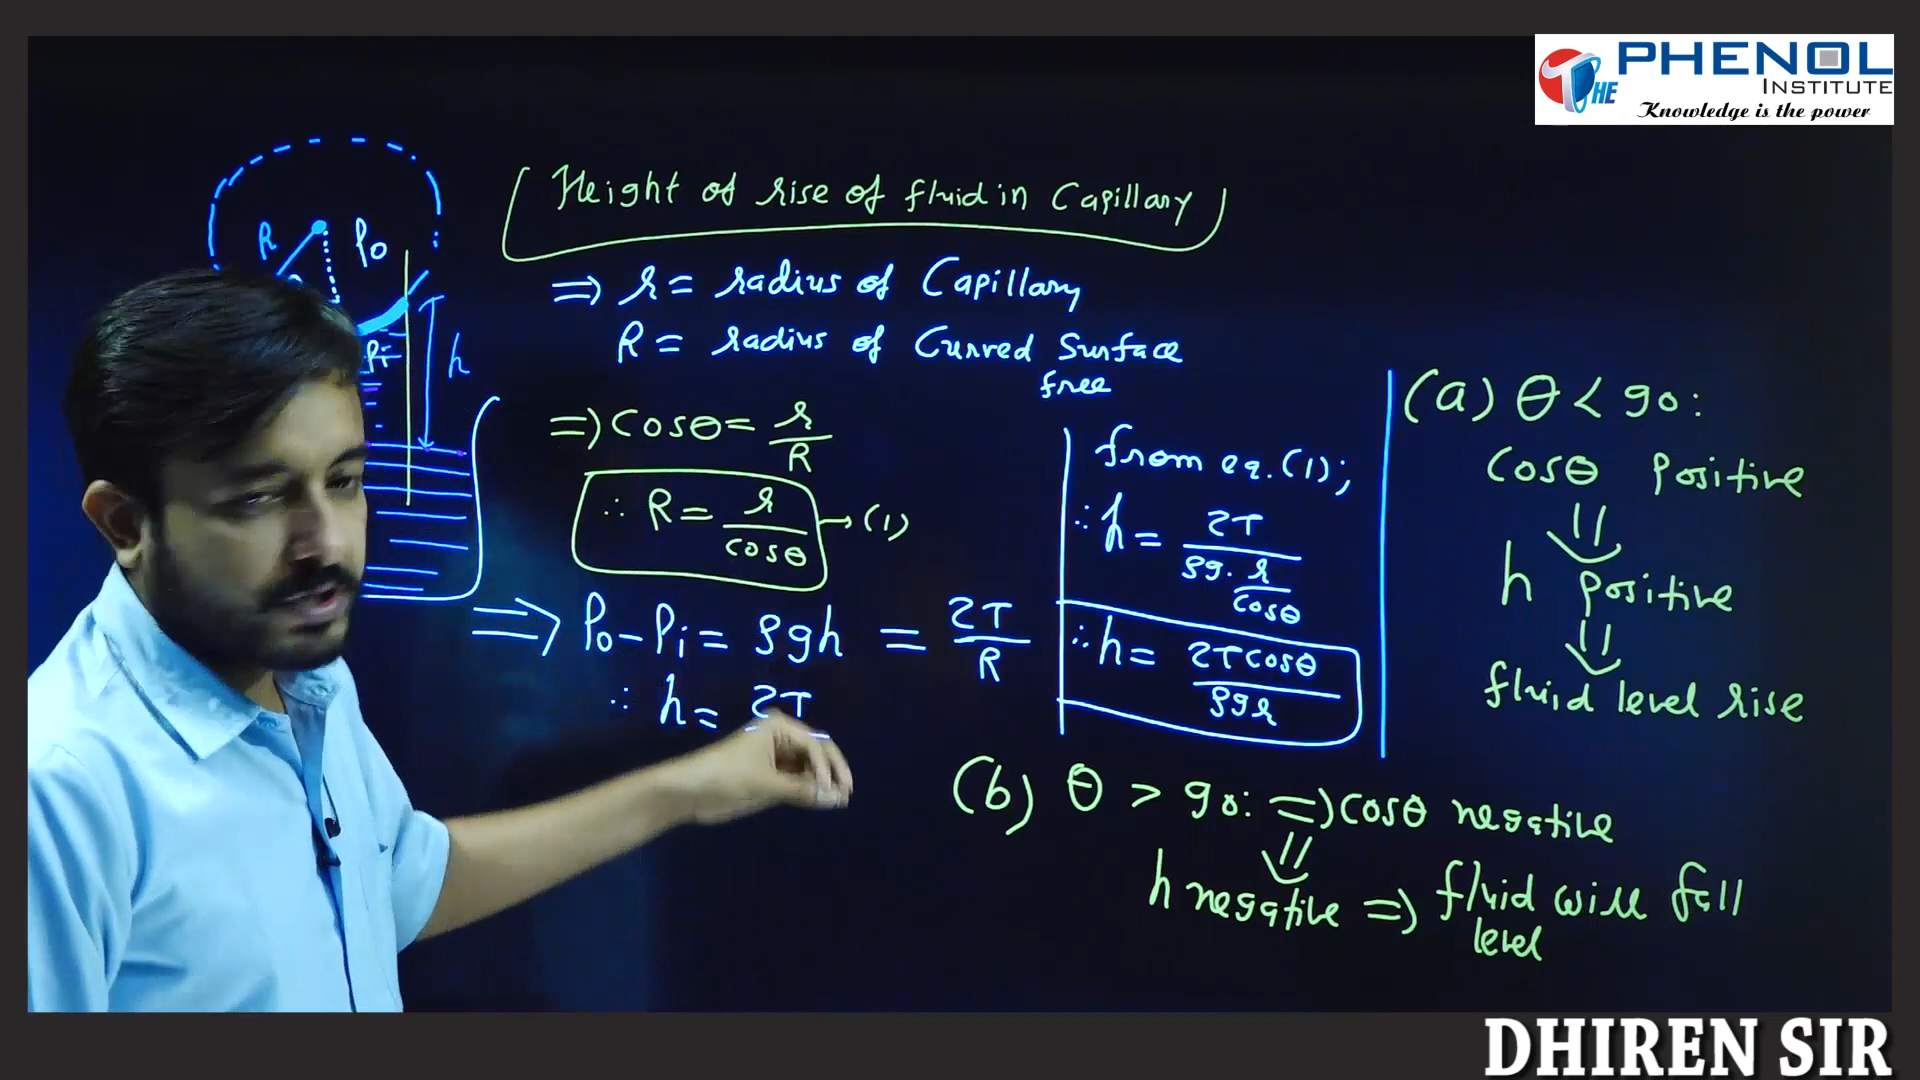 THE PHENOL
INSTITUTE
Knowledge is the power
Height of rise of fluid in Capillary
R
P0
h
Pi
⇒ r = radius of Capillary
R = radius of Curved Surface
free
⇒ Cosθ = r/R
∴ R = r/cosθ → (1)
⇒ P0 - Pi = ρgh = 2T/R
∴ h = 2T
from eq. (1);
∴ h = 2T/ρg. r/cosθ
∴ h = 2Tcosθ/ρgr
(a) θ < 90:
Cosθ Positive
⇓
h positive
⇓
fluid level rise
(b) θ > 90: ⇒ Cosθ negative
⇓
h negative ⇒ fluid will fall
level
DHIREN SIR